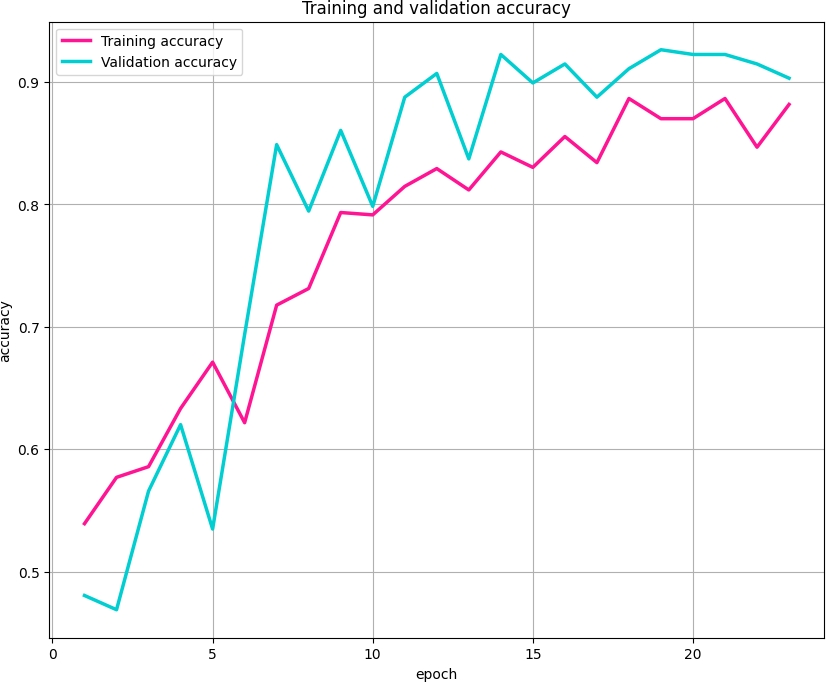 Training and validation accuracy
Training accuracy
Validation accuracy
0.9
0.8
0.7
0.6
0.5
accuracy
0 5 10 15 20
epoch